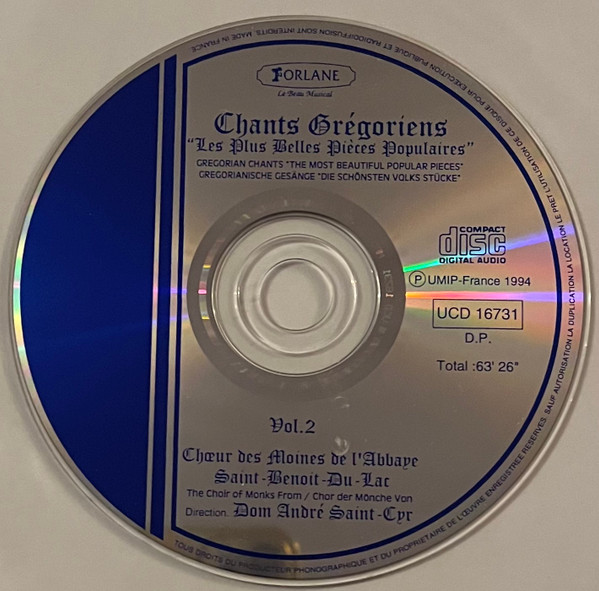 FORLANE
Le Beau Musical
Chants Grégoriens
"Les Plus Belles Pièces Populaires"
GREGORIAN CHANTS "THE MOST BEAUTIFUL POPULAR PIECES"
GREGORIANISCHE GESÄNGE "DIE SCHÖNSTEN VOLKS STÜCKE"
COMPACT
disc
DIGITAL AUDIO
Ⓟ UMIP-France 1994
UCD 16731
D.P.
Total :63' 26"
Vol.2
Chœur des Moines de l'Abbaye
Saint-Benoit-Du-Lac
The Choir of Monks From / Chor der Mönche Von
Direction. Dom André Saint-Cyr
TOUS DROITS DU PRODUCTEUR PHONOGRAPHIQUE ET DU PROPRIETAIRE DE L'ŒUVRE ENREGISTREE RESERVES. SAUF AUTORISATION LA DUPLICATION LA LOCATION LE PRET L'UTILISATION DE CE DISQUE POUR EXECUTION PUBLIQUE ET RADIODIFFUSION SONT INTERDITS. MADE IN FRANCE